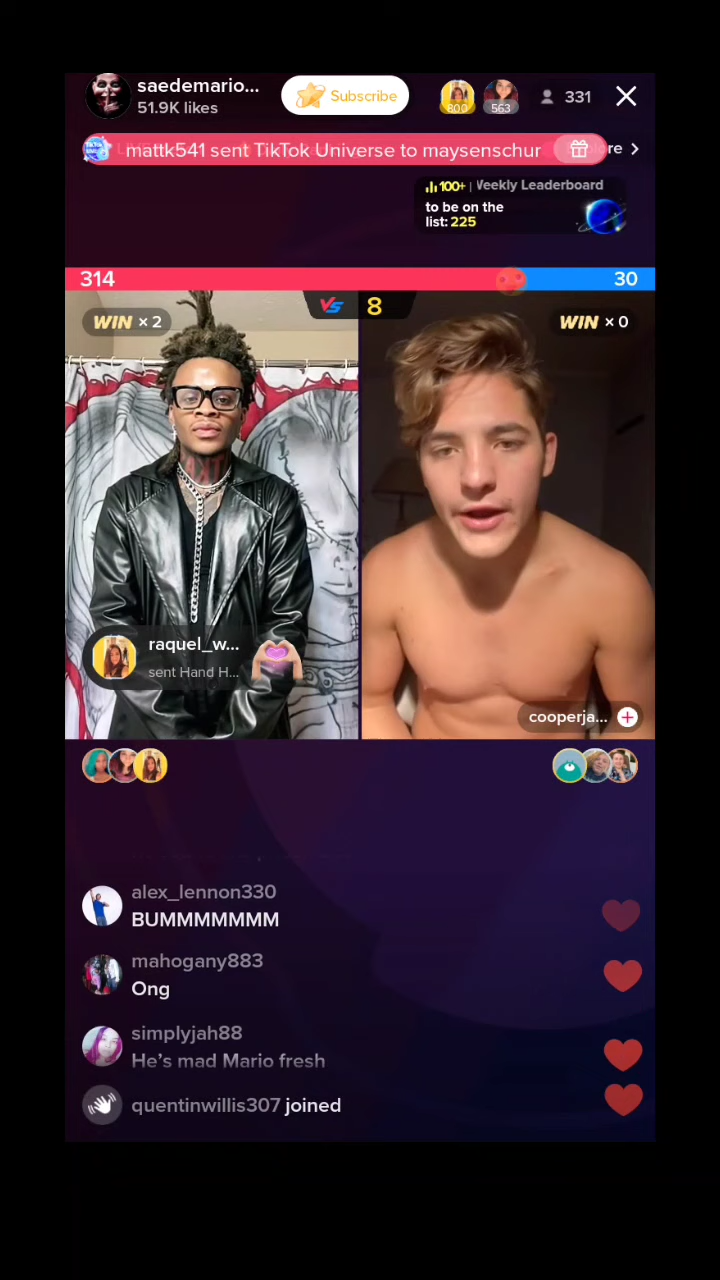 saedemario...
51.9K likes
Subscribe
800
563
331
mattk541 sent TikTok Universe to maysenschur
100+ | Weekly Leaderboard
to be on the
list: 225
314
30
VS 8
WIN × 2
WIN × 0
raquel_w...
sent Hand H...
cooperja...
alex_lennon330
BUMMMMMMM
mahogany883
Ong
simplyjah88
He's mad Mario fresh
quentinwillis307 joined